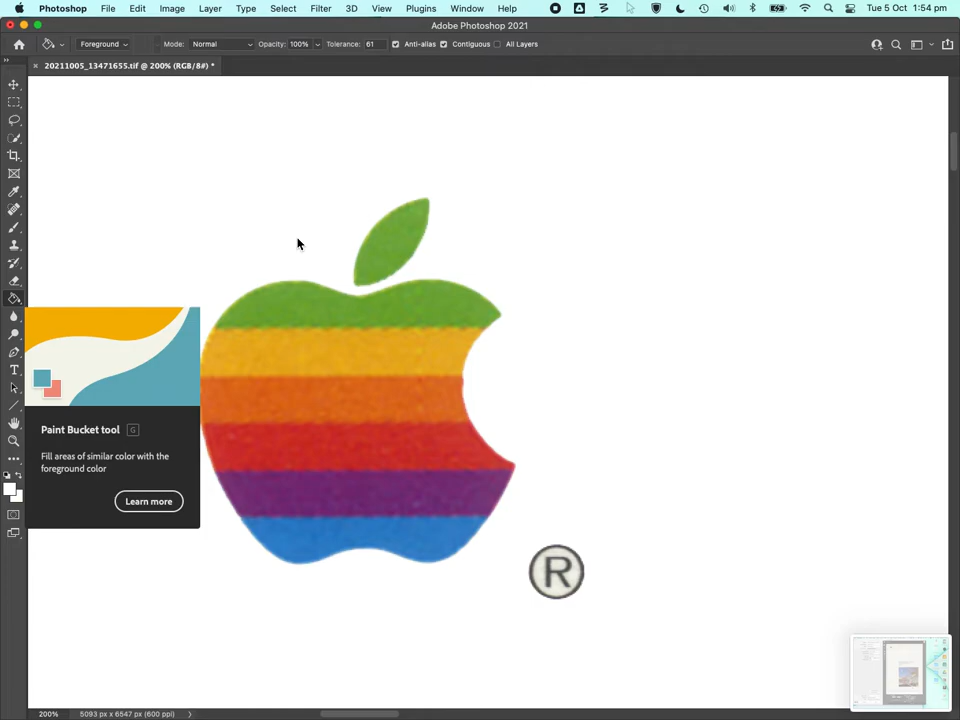 Photoshop File Edit Image Layer Type Select Filter 3D View Plugins Window Help Tue 5 Oct 1:54 pm
Adobe Photoshop 2021
Foreground Mode: Normal Opacity: 100% Tolerance: 61 Anti-alias Contiguous All Layers
× 20211005_13471655.tif @ 200% (RGB/8#) *
Paint Bucket tool G
Fill areas of similar color with the
foreground color
Learn more
®
200% 5093 px x 6547 px (600 ppi)